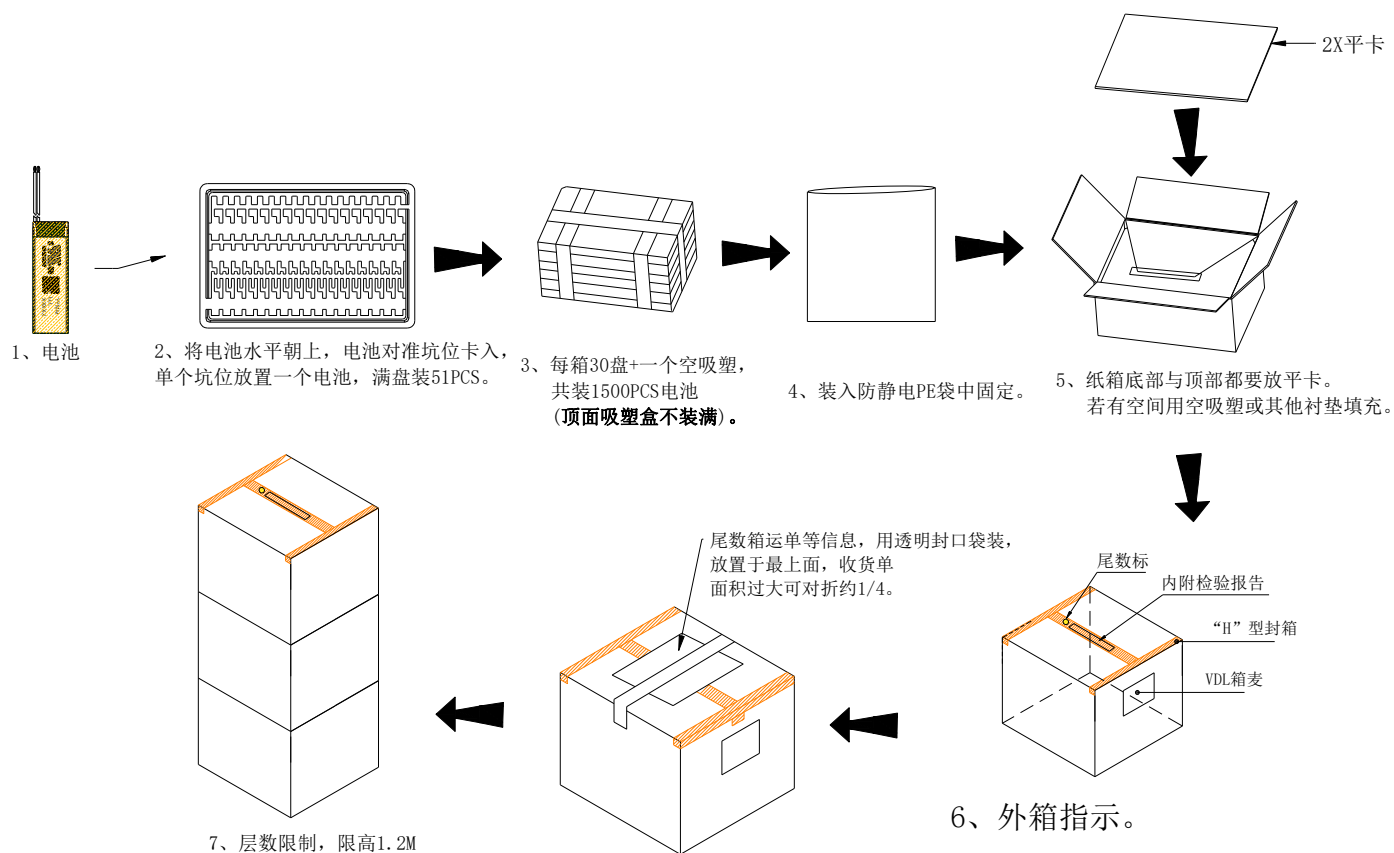 2X平卡
1、电池
2、将电池水平朝上，电池对准坑位卡入，
单个坑位放置一个电池，满盘装51PCS。
3、每箱30盘+一个空吸塑，
共装1500PCS电池
(顶面吸塑盒不装满)。
4、装入防静电PE袋中固定。
5、纸箱底部与顶部都要放平卡。
若有空间用空吸塑或其他衬垫填充。
尾数标
内附检验报告
“H”型封箱
VDL箱麦
6、外箱指示。
尾数箱运单等信息，用透明封口袋装，
放置于最上面，收货单
面积过大可对折约1/4。
7、层数限制，限高1.2M